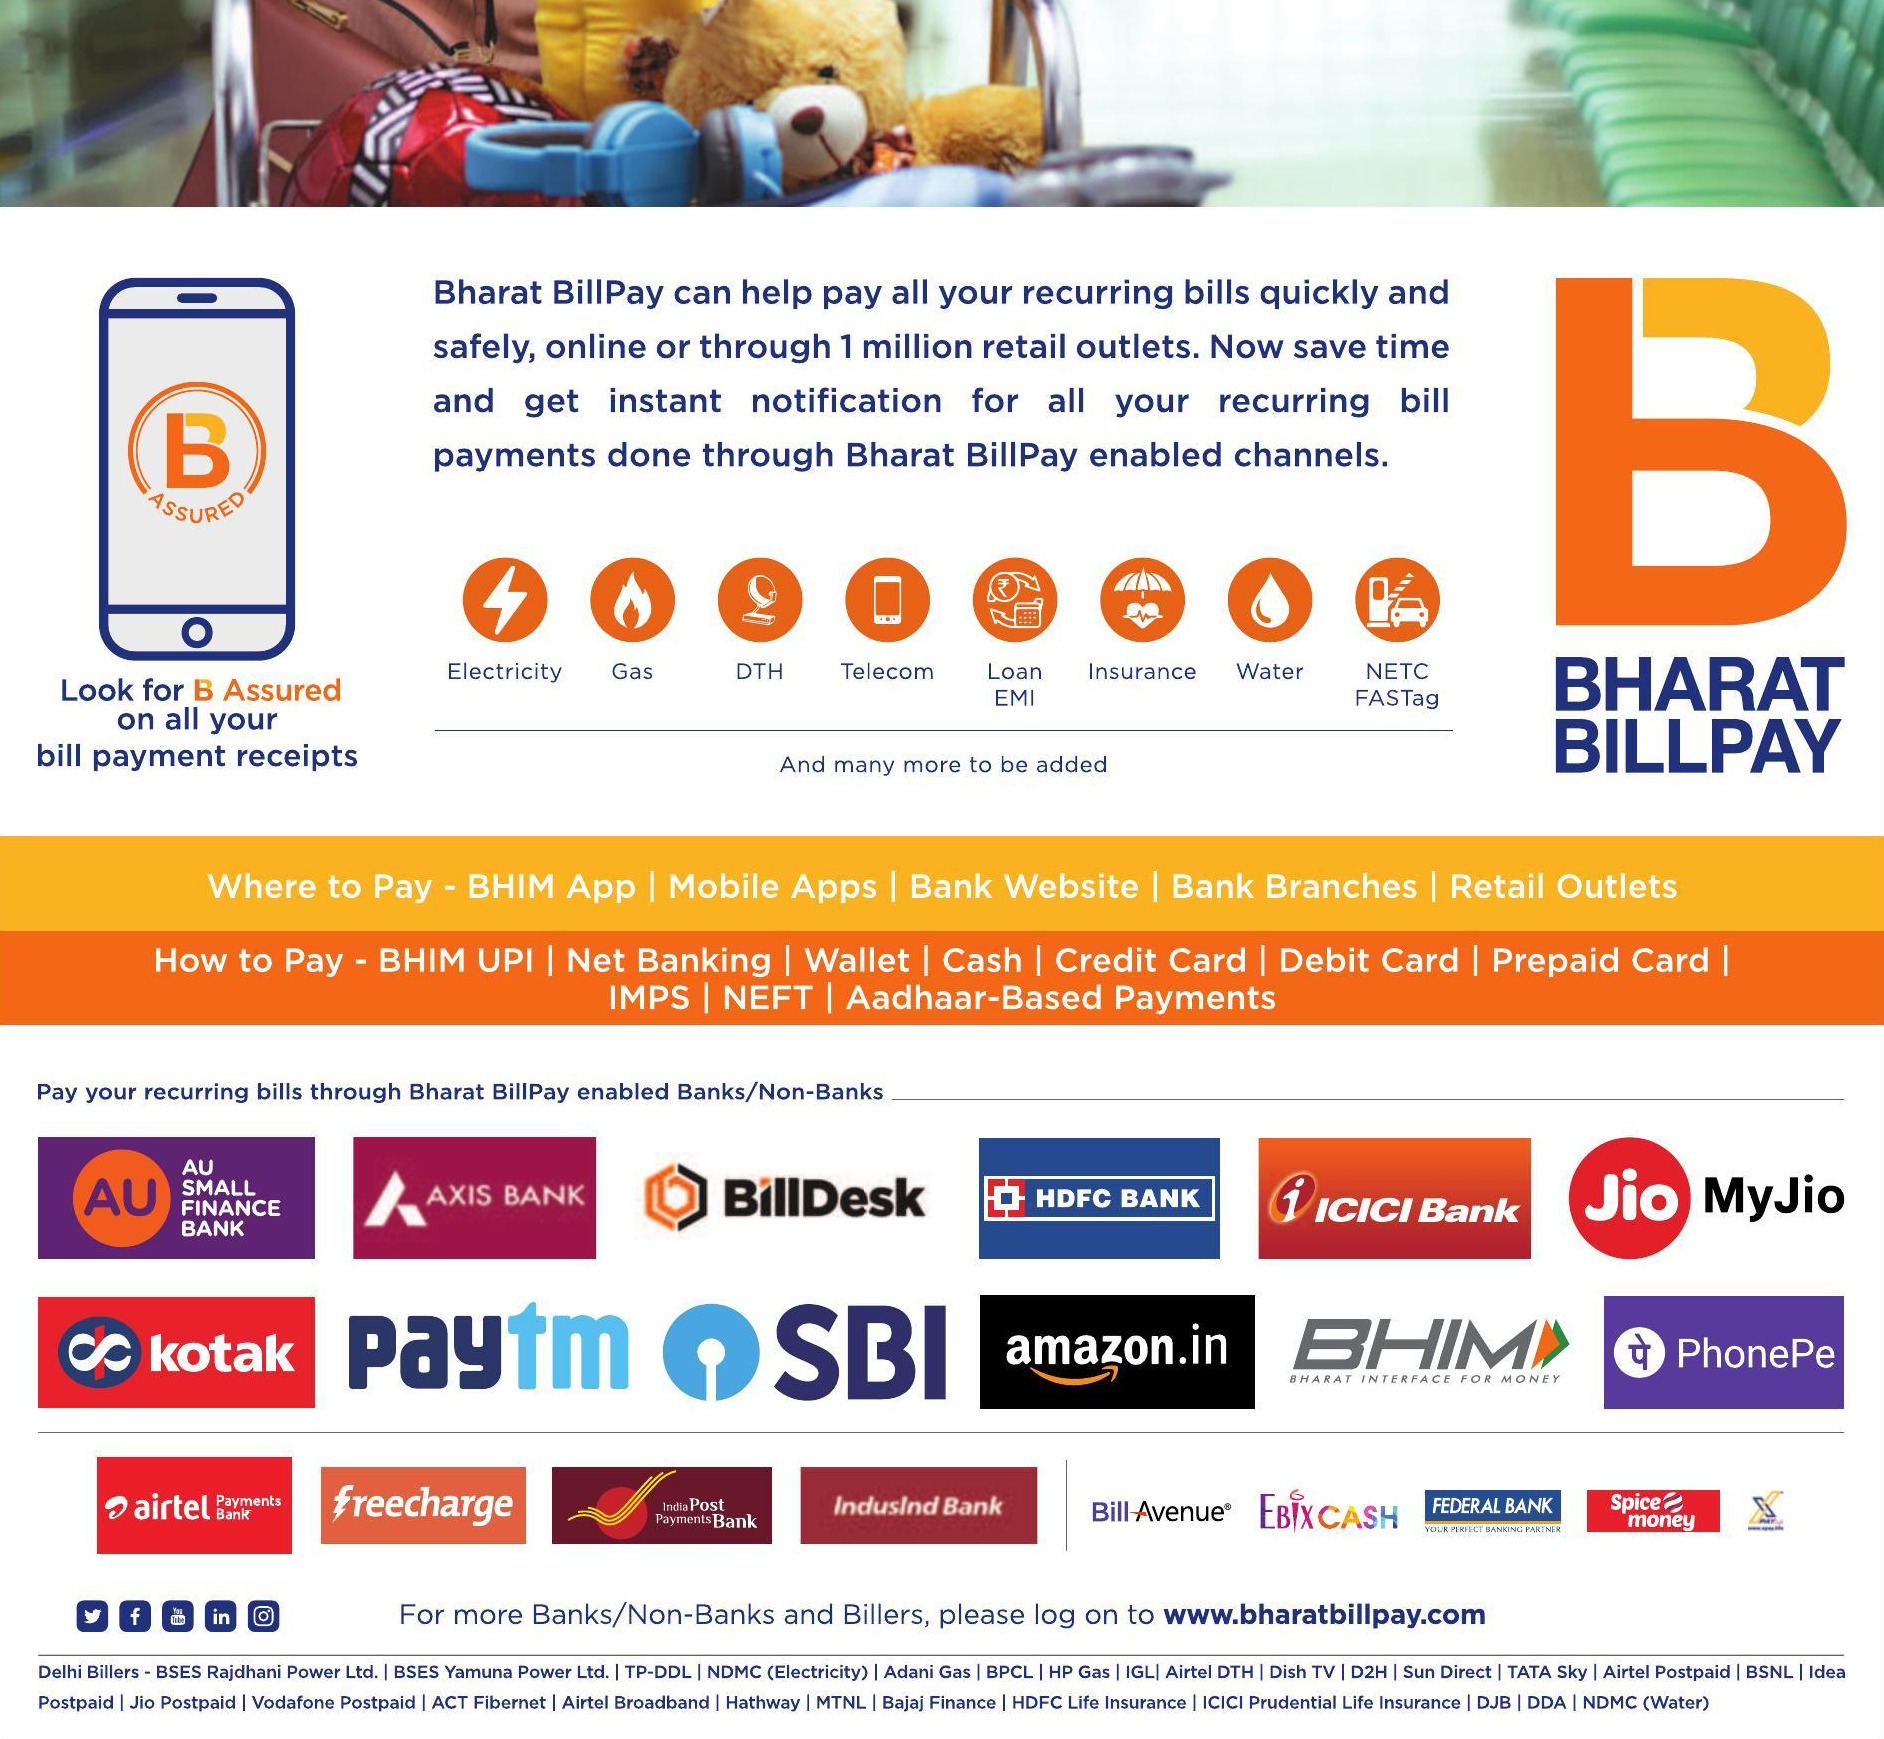 Bharat BillPay can help pay all your recurring bills quickly and
safely, online or through 1 million retail outlets. Now save time
and get instant notification for all your recurring bill
payments done through Bharat BillPay enabled channels.
B
ASSURED
Look for B Assured
on all your
bill payment receipts
Electricity
Gas
DTH
Telecom
Loan
EMI
Insurance
Water
NETC
FASTag
And many more to be added
B
BHARAT
BILLPAY
Where to Pay - BHIM App | Mobile Apps | Bank Website | Bank Branches | Retail Outlets
How to Pay - BHIM UPI | Net Banking | Wallet | Cash | Credit Card | Debit Card | Prepaid Card |
IMPS | NEFT | Aadhaar-Based Payments
Pay your recurring bills through Bharat BillPay enabled Banks/Non-Banks
AU
AU
SMALL
FINANCE
BANK
AXIS BANK
BillDesk
HDFC BANK
i ICICI Bank
Jio MyJio
kotak
paytm
SBI
amazon.in
BHIM
BHARAT INTERFACE FOR MONEY
पे PhonePe
airtel Payments
Bank
freecharge
India Post
Payments Bank
IndusInd Bank
BillAvenue®
EBIXCASH
FEDERAL BANK
YOUR PERFECT BANKING PARTNER
Spice
money
For more Banks/Non-Banks and Billers, please log on to www.bharatbillpay.com
Delhi Billers - BSES Rajdhani Power Ltd. | BSES Yamuna Power Ltd. | TP-DDL | NDMC (Electricity) | Adani Gas | BPCL | HP Gas | IGL| Airtel DTH | Dish TV | D2H | Sun Direct | TATA Sky | Airtel Postpaid | BSNL | Idea
Postpaid | Jio Postpaid | Vodafone Postpaid | ACT Fibernet | Airtel Broadband | Hathway | MTNL | Bajaj Finance | HDFC Life Insurance | ICICI Prudential Life Insurance | DJB | DDA | NDMC (Water)